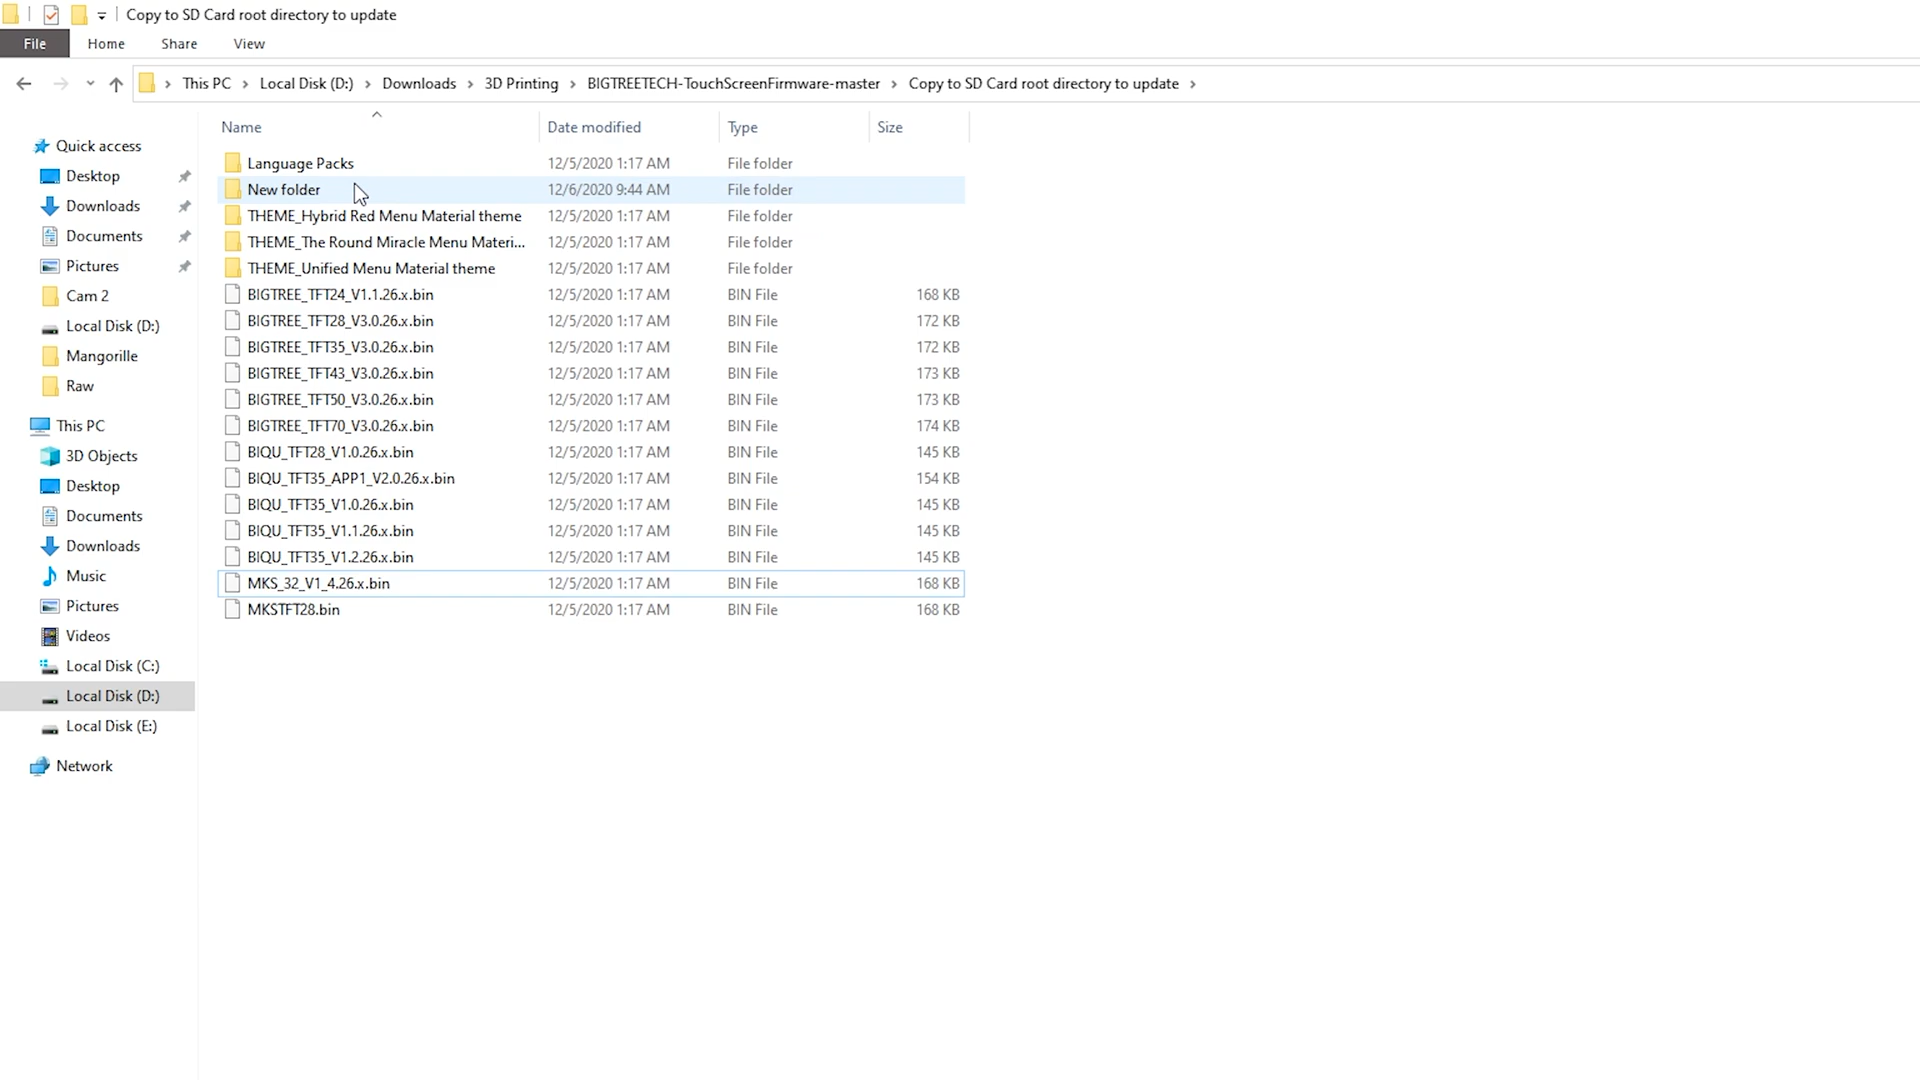 Copy to SD Card root directory to update
File Home Share View
This PC Local Disk (D:) Downloads 3D Printing BIGTREETECH-TouchScreenFirmware-master Copy to SD Card root directory to update
Name Date modified Type Size
Quick access
Desktop
Downloads
Documents
Pictures
Cam 2
Local Disk (D:)
Mangorille
Raw
This PC
3D Objects
Desktop
Documents
Downloads
Music
Pictures
Videos
Local Disk (C:)
Local Disk (D:)
Local Disk (E:)
Network
Language Packs 12/5/2020 1:17 AM File folder
New folder 12/6/2020 9:44 AM File folder
THEME_Hybrid Red Menu Material theme 12/5/2020 1:17 AM File folder
THEME_The Round Miracle Menu Materi... 12/5/2020 1:17 AM File folder
THEME_Unified Menu Material theme 12/5/2020 1:17 AM File folder
BIGTREE_TFT24_V1.1.26.x.bin 12/5/2020 1:17 AM BIN File 168 KB
BIGTREE_TFT28_V3.0.26.x.bin 12/5/2020 1:17 AM BIN File 172 KB
BIGTREE_TFT35_V3.0.26.x.bin 12/5/2020 1:17 AM BIN File 172 KB
BIGTREE_TFT43_V3.0.26.x.bin 12/5/2020 1:17 AM BIN File 173 KB
BIGTREE_TFT50_V3.0.26.x.bin 12/5/2020 1:17 AM BIN File 173 KB
BIGTREE_TFT70_V3.0.26.x.bin 12/5/2020 1:17 AM BIN File 174 KB
BIQU_TFT28_V1.0.26.x.bin 12/5/2020 1:17 AM BIN File 145 KB
BIQU_TFT35_APP1_V2.0.26.x.bin 12/5/2020 1:17 AM BIN File 154 KB
BIQU_TFT35_V1.0.26.x.bin 12/5/2020 1:17 AM BIN File 145 KB
BIQU_TFT35_V1.1.26.x.bin 12/5/2020 1:17 AM BIN File 145 KB
BIQU_TFT35_V1.2.26.x.bin 12/5/2020 1:17 AM BIN File 145 KB
MKS_32_V1_4.26.x.bin 12/5/2020 1:17 AM BIN File 168 KB
MKSTFT28.bin 12/5/2020 1:17 AM BIN File 168 KB